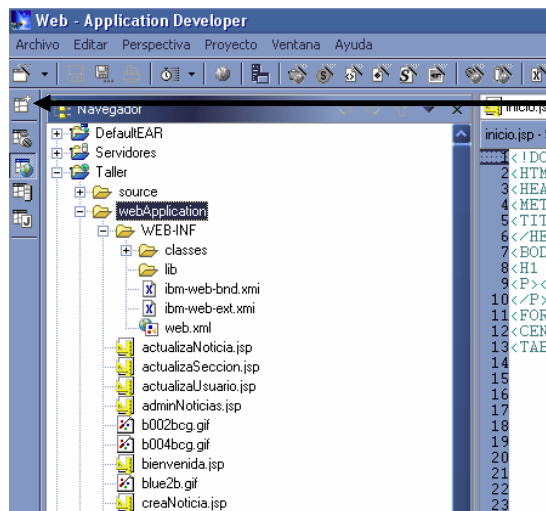 Web - Application Developer
Archivo Editar Perspectiva Proyecto Ventana Ayuda
Navegador
DefaultEAR
Servidores
Taller
source
webApplication
WEB-INF
classes
lib
ibm-web-bnd.xmi
ibm-web-ext.xmi
web.xml
actualizaNoticia.jsp
actualizaSeccion.jsp
actualizaUsuario.jsp
adminNoticias.jsp
b002bcg.gif
b004bcg.gif
bienvenida.jsp
blue2b.gif
creaNoticia.jsp
inicio.js
inicio.jsp -
1 <!DO
2 <HTM
3 <HEA
4 <MET
5 <TIT
6 </HE
7 <BOD
8 <H1
9 <P><
10 </P>
11 <FOR
12 <CEN
13 <TAB
14
15
16
17
18
19
20
21
22
23